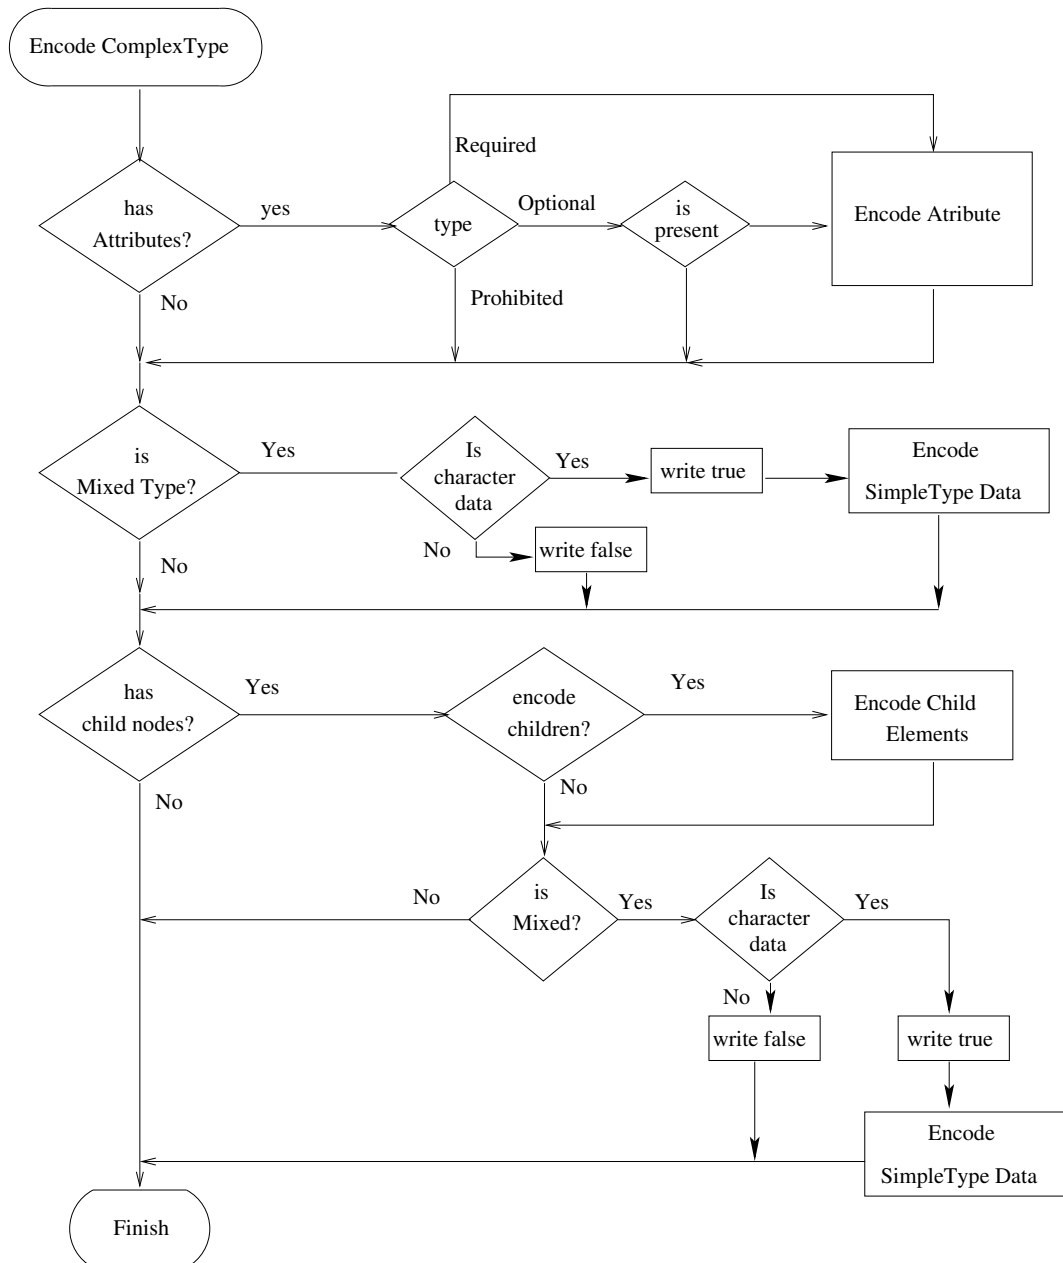 Encode ComplexType
Required
has
Attributes?
yes
type
Optional
is
present
Encode Atribute
No
Prohibited
is
Mixed Type?
Yes
Is
character
data
Yes
write true
Encode
SimpleType Data
No
write false
No
has
child nodes?
Yes
encode
children?
Yes
Encode Child
Elements
No
No
No
is
Mixed?
Yes
Is
character
data
Yes
No
write false
write true
Encode
SimpleType Data
Finish